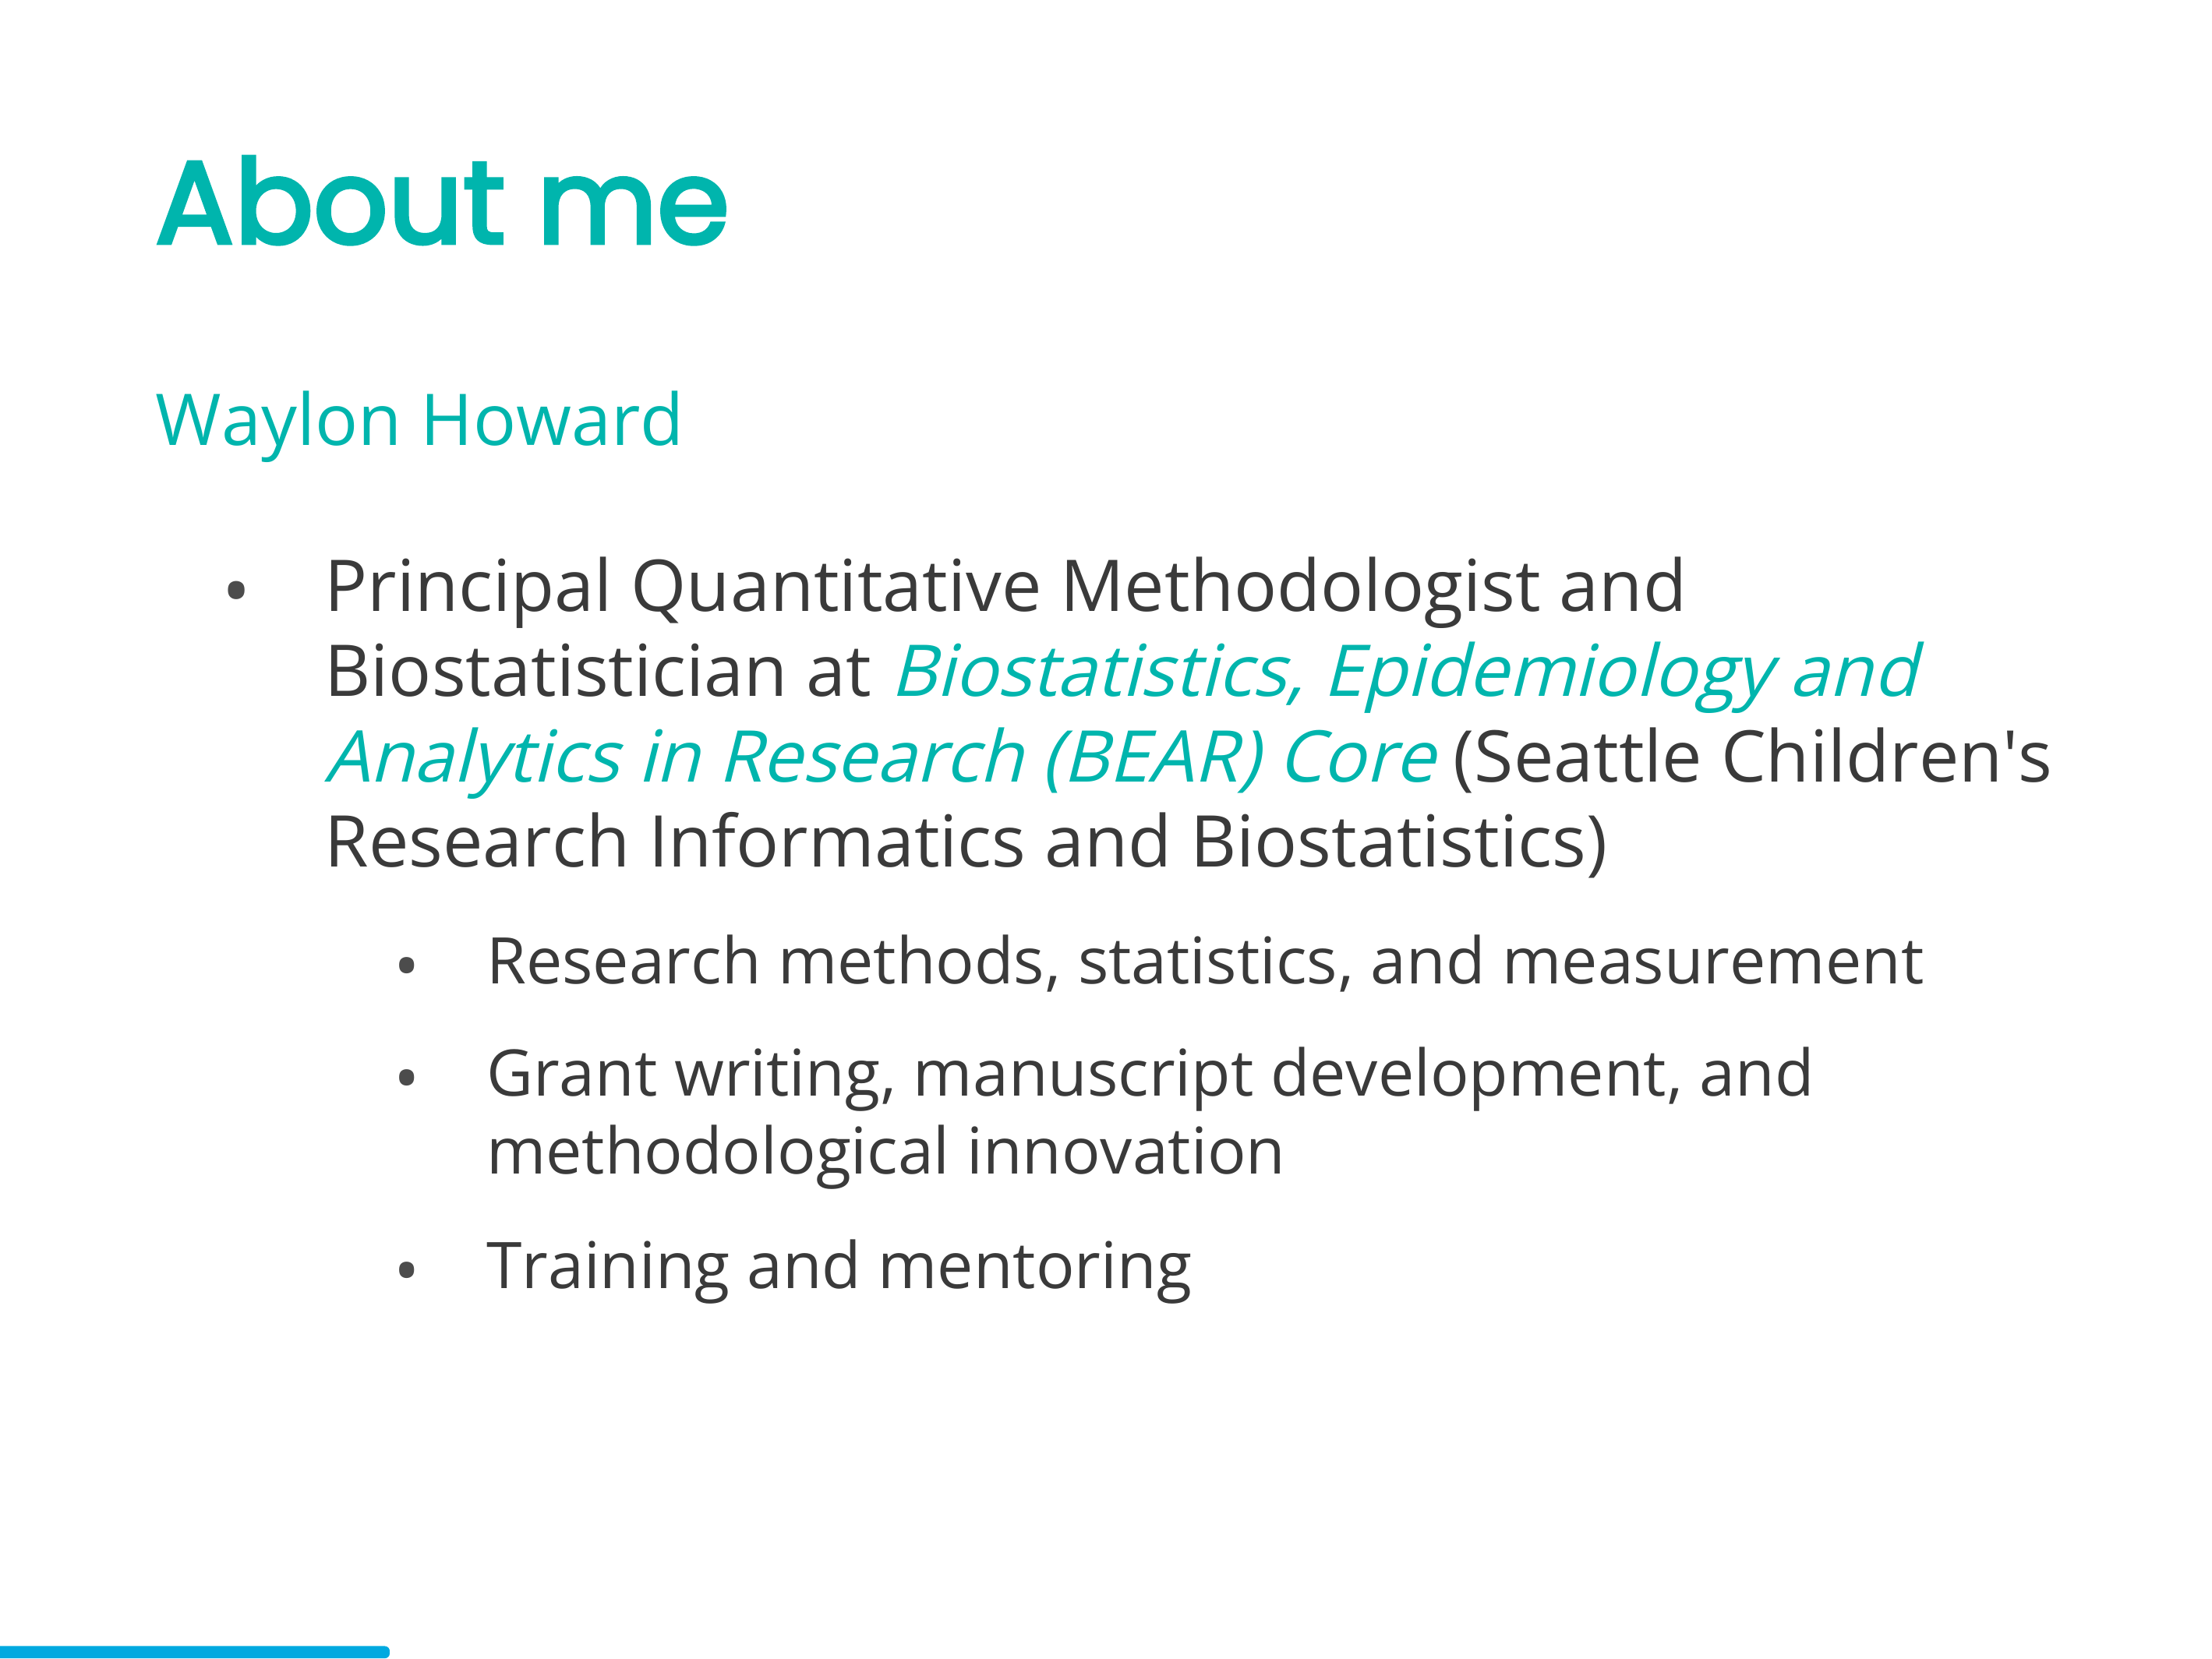 About me
Waylon Howard
• Principal Quantitative Methodologist and
Biostatistician at Biostatistics, Epidemiology and
Analytics in Research (BEAR) Core (Seattle Children's
Research Informatics and Biostatistics)
• Research methods, statistics, and measurement
• Grant writing, manuscript development, and
methodological innovation
• Training and mentoring